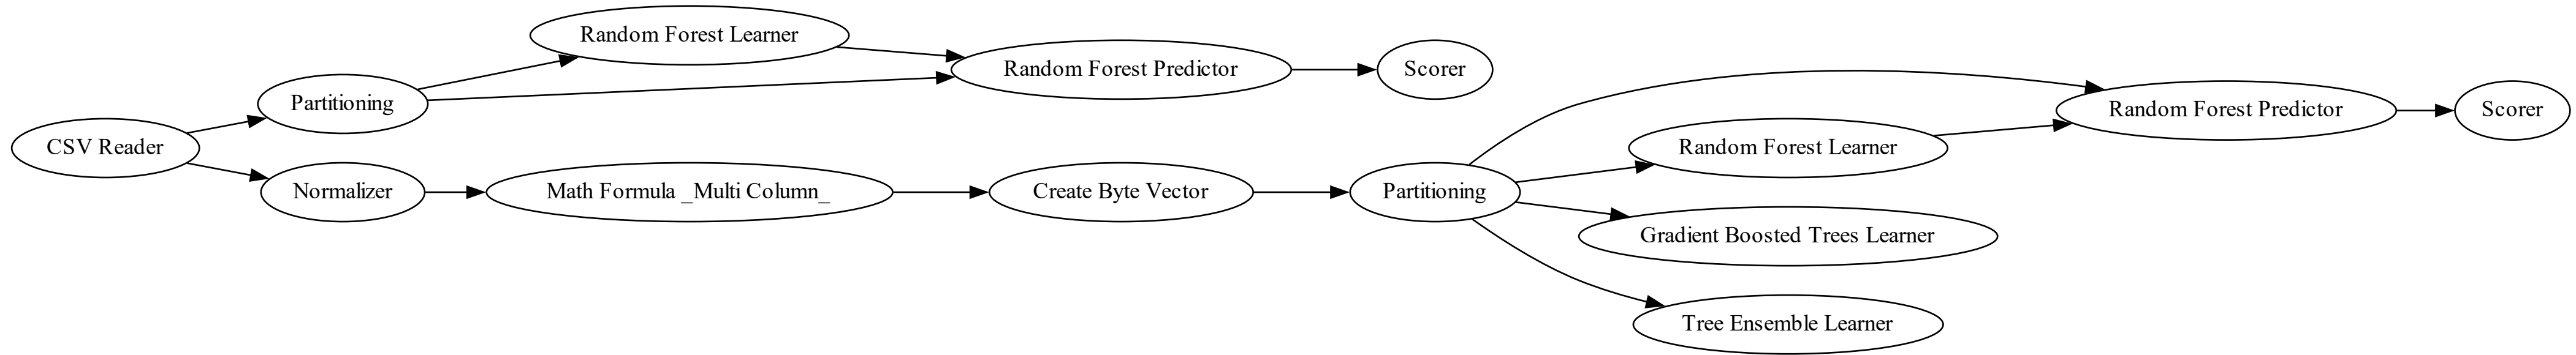 CSV Reader
Partitioning
Random Forest Learner
Random Forest Predictor
Scorer
Normalizer
Math Formula _Multi Column_
Create Byte Vector
Partitioning
Random Forest Learner
Random Forest Predictor
Scorer
Gradient Boosted Trees Learner
Tree Ensemble Learner